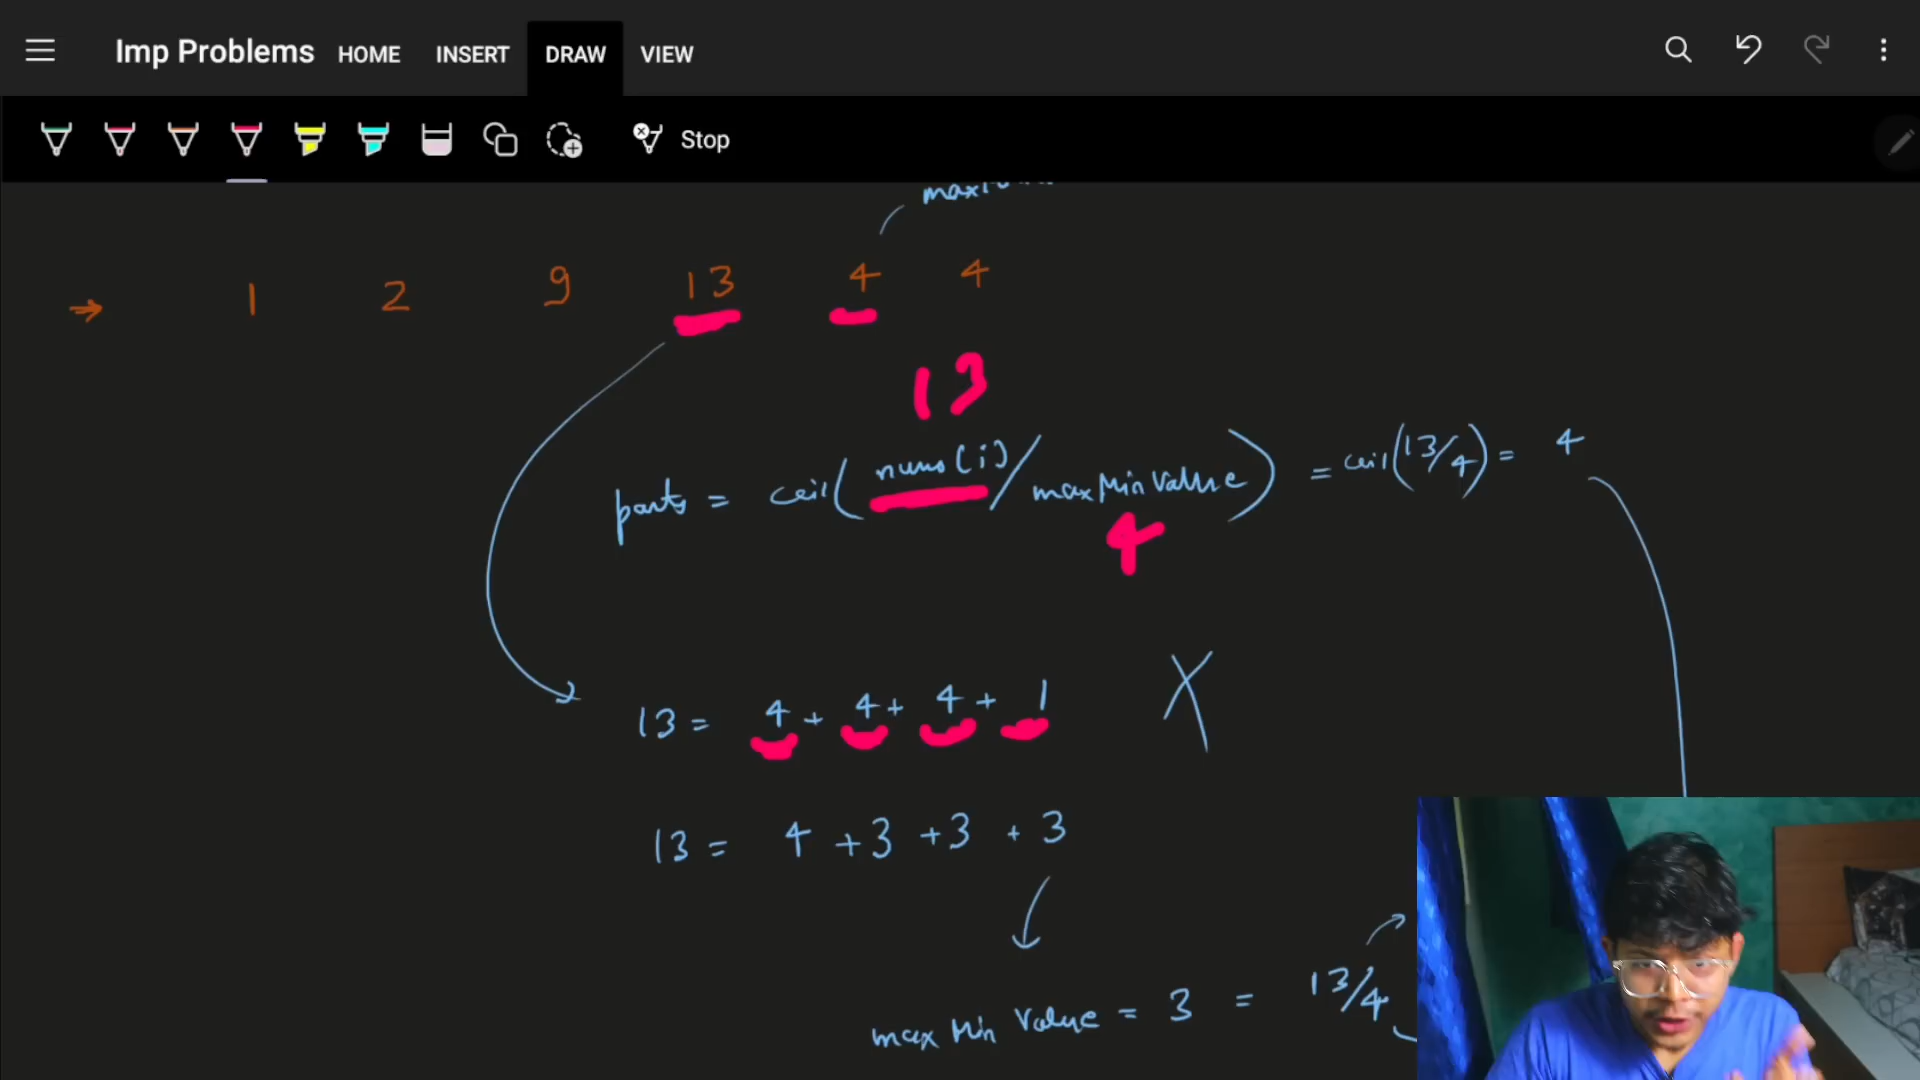 Imp Problems HOME INSERT DRAW VIEW
Stop
1 2 9 13 4 4
13
parts = ceil(nums(i)/maxMinValue) = ceil(13/4) = 4
4
13 = 4 + 4 + 4 + 1 X
13 = 4 + 3 + 3 + 3
max Min Value = 3 = 13/4